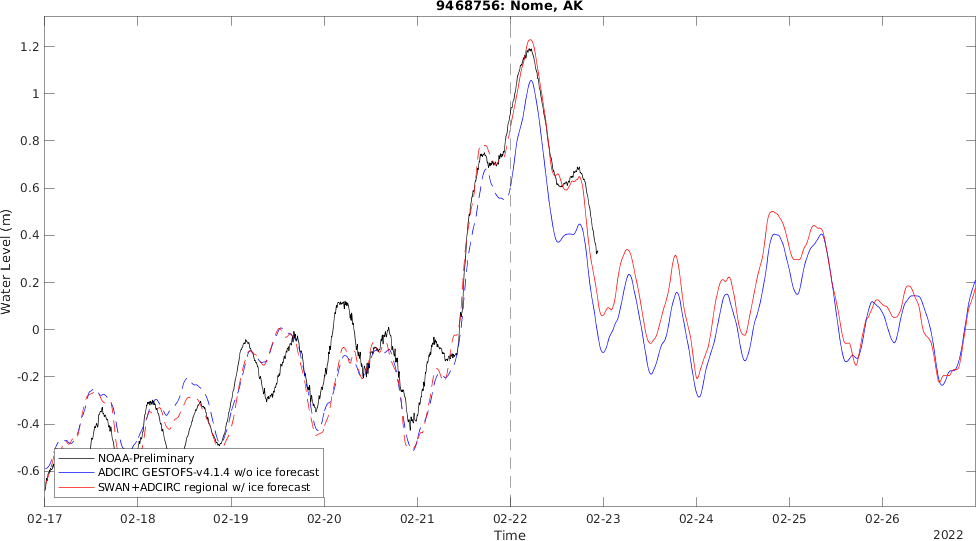 9468756: Nome, AK
Water Level (m)
1.2
1
0.8
0.6
0.4
0.2
0
-0.2
-0.4
-0.6
NOAA-Preliminary
ADCIRC GESTOFS-v4.1.4 w/o ice forecast
SWAN+ADCIRC regional w/ ice forecast
02-17 02-18 02-19 02-20 02-21 02-22 02-23 02-24 02-25 02-26
Time
2022